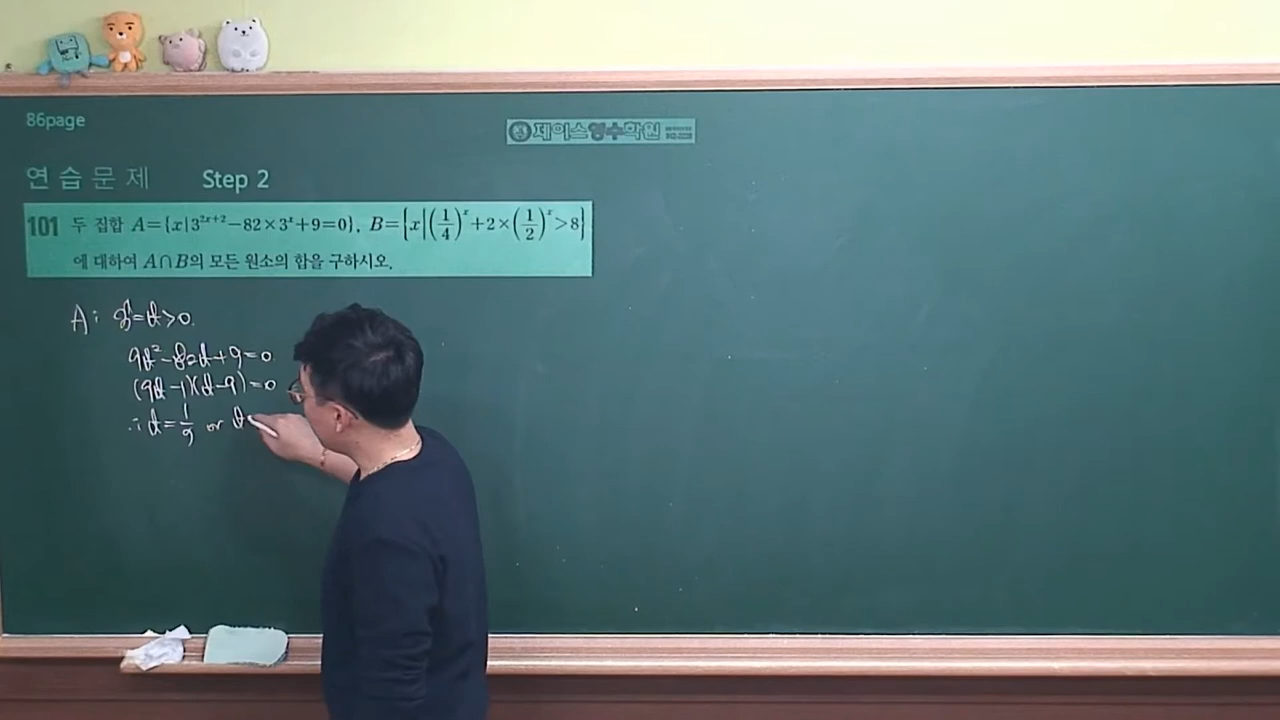 86page
제이스영수학원
연습문제 Step 2
101 두 집합 A={x|3^{2x+2}-82×3^x+9=0}, B={x|(1/4)^x+2×(1/2)^x>8}
에 대하여 A∩B의 모든 원소의 합을 구하시오.
A: 3^x=t>0.
9t²-82t+9=0
(9t-1)(t-9)=0
∴ t=1/9 or t=